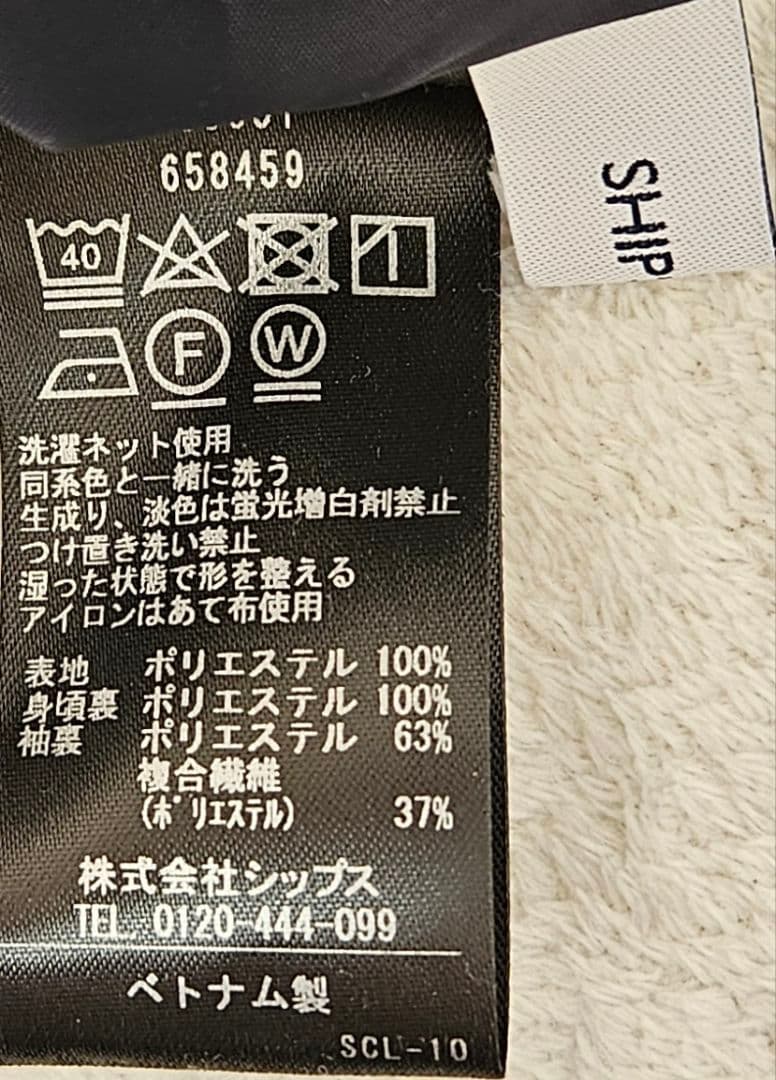 658459
SHIP
40
F
W
洗濯ネット使用
同系色と一緒に洗う
生成り、淡色は蛍光増白剤禁止
つけ置き洗い禁止
湿った状態で形を整える
アイロンはあて布使用
表地 ポリエステル 100%
身頃裏 ポリエステル 100%
袖裏 ポリエステル 63%
複合繊維
(ポリエステル) 37%
株式会社シップス
TEL. 0120-444-099
ベトナム製
SCL-10